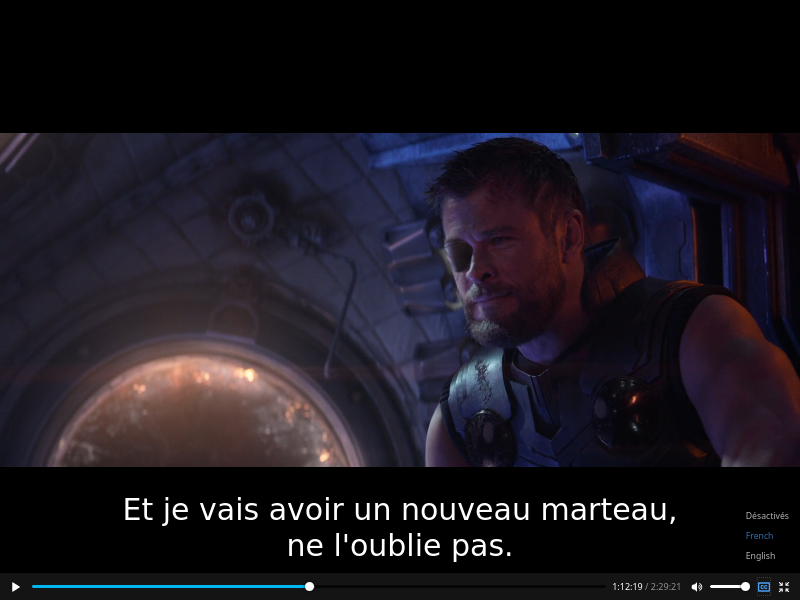 Et je vais avoir un nouveau marteau,
ne l'oublie pas.
Désactivés
French
English
1:12:19 / 2:29:21
CC